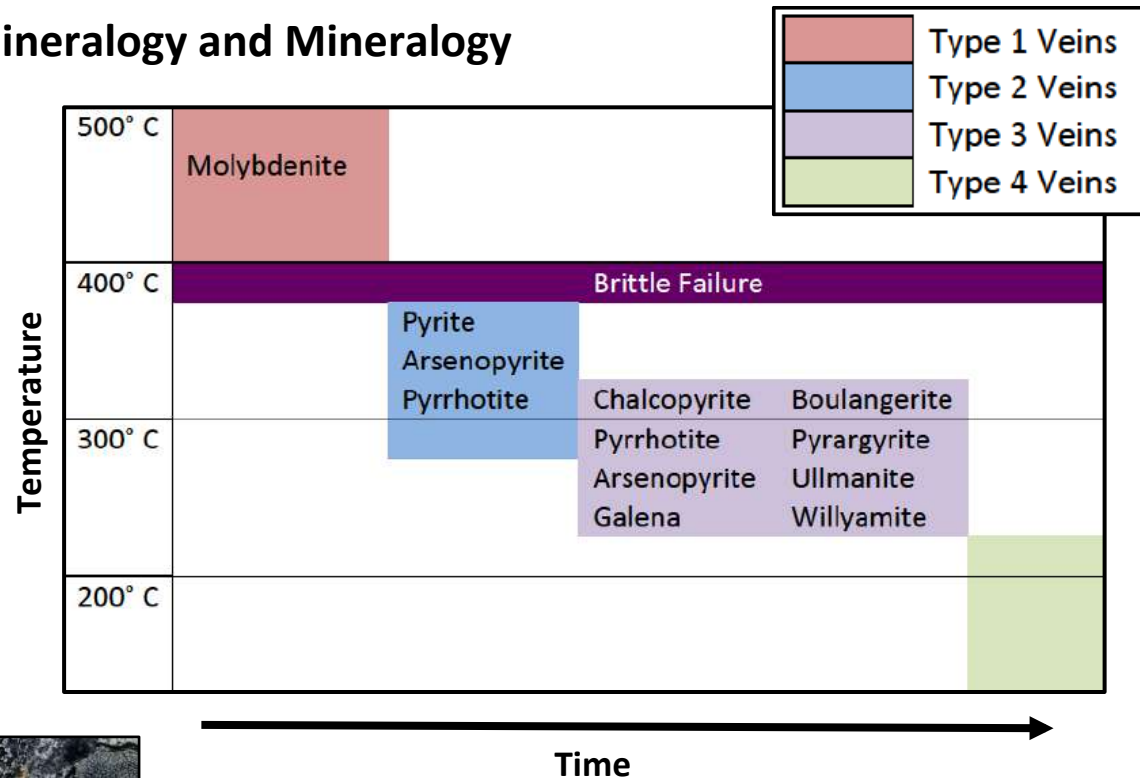 ineralogy and Mineralogy
Type 1 Veins
Type 2 Veins
Type 3 Veins
Type 4 Veins
500° C
Molybdenite
400° C
Brittle Failure
Pyrite
Arsenopyrite
Pyrrhotite
Chalcopyrite Boulangerite
300° C
Pyrrhotite Pyrargyrite
Arsenopyrite Ullmanite
Galena Willyamite
200° C
Temperature
Time